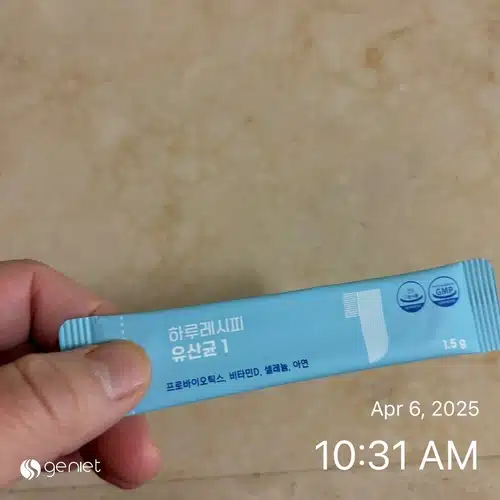 하루레시피
유산균 1
프로바이오틱스, 비타민D, 셀레늄, 아연
GMP
1.5 g
Apr 6, 2025
10:31 AM
geniet